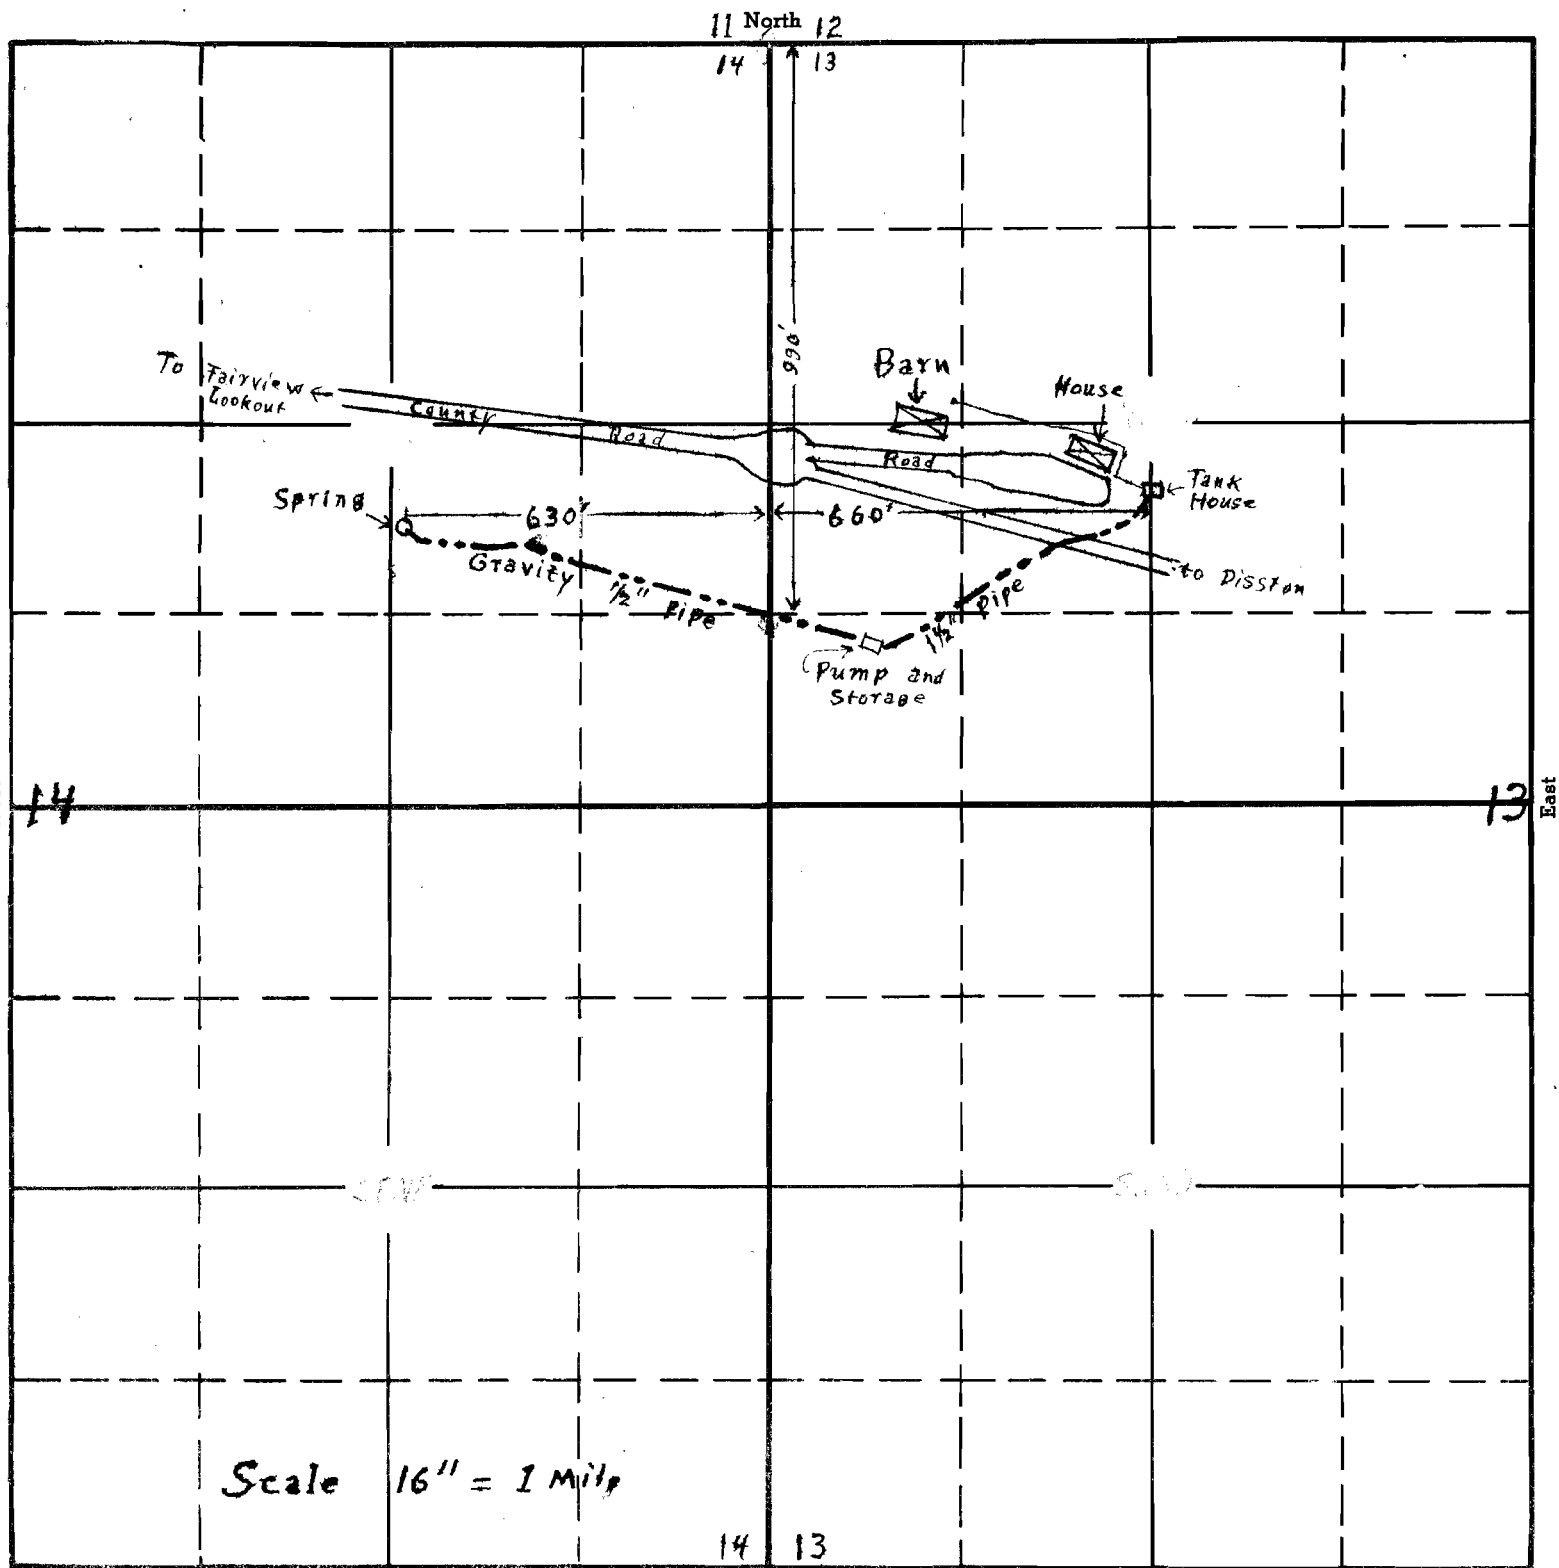 11 North 12
14 13
990'
To Fairview
Lookout
County Road
Barn
House
Road
Tank
House
Spring
630'
660'
Gravity 1½" Pipe
1½" Pipe
to Disston
Pump and
Storage
14
13
East
Scale 16" = 1 Mile
14 13